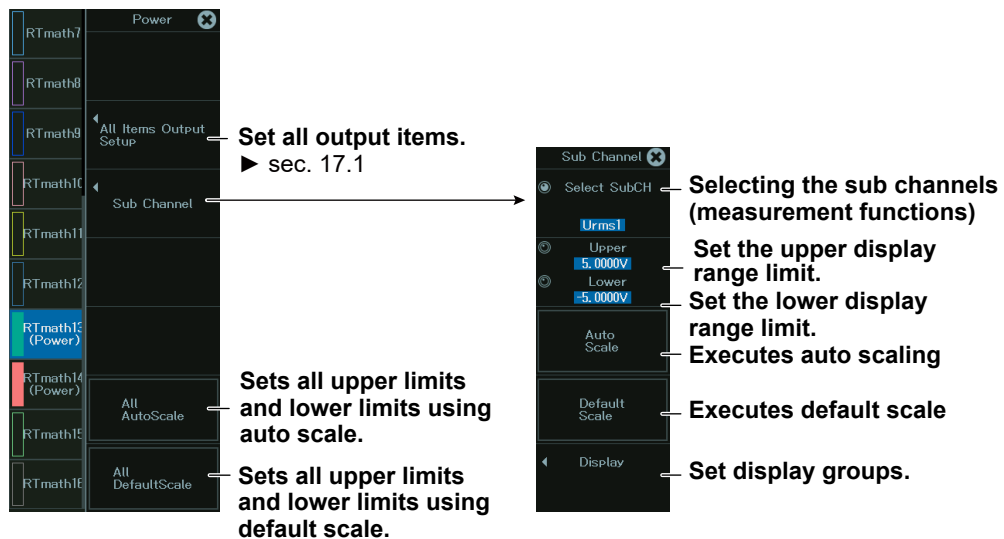 RTmath7
RTmath8
RTmath9
RTmath10
RTmath11
RTmath12
RTmath13
(Power)
RTmath14
(Power)
RTmath15
RTmath16
Power
All Items Output
Setup
Sub Channel
All
AutoScale
All
DefaultScale
Set all output items.
► sec. 17.1
Sets all upper limits
and lower limits using
auto scale.
Sets all upper limits
and lower limits using
default scale.
Sub Channel
Select SubCH
Urms1
Upper
5.0000V
Lower
-5.0000V
Auto
Scale
Default
Scale
Display
Selecting the sub channels
(measurement functions)
Set the upper display
range limit.
Set the lower display
range limit.
Executes auto scaling
Executes default scale
Set display groups.